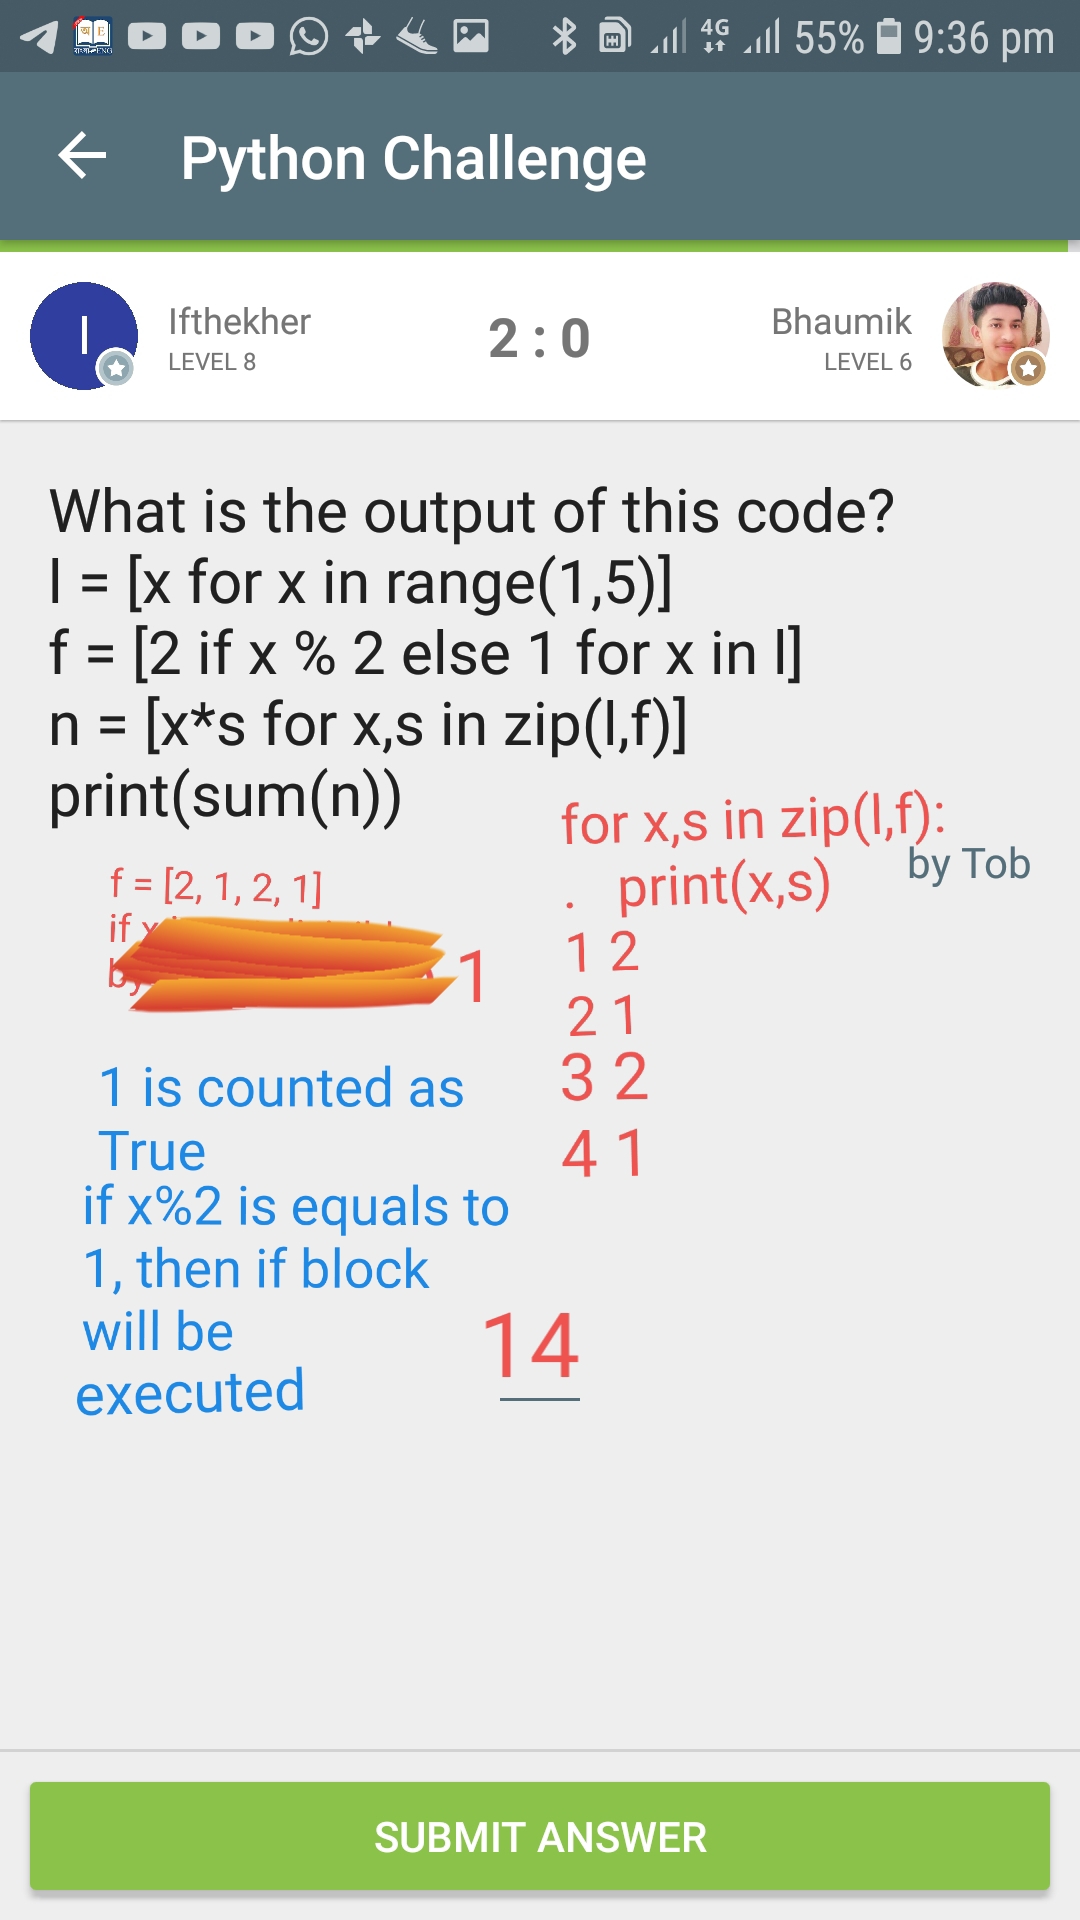 4G 55% 9:36 pm
Python Challenge
I
Ifthekher
LEVEL 8
2 : 0
Bhaumik
LEVEL 6
What is the output of this code?
l = [x for x in range(1,5)]
f = [2 if x % 2 else 1 for x in l]
n = [x*s for x,s in zip(l,f)]
print(sum(n))
by Tob
f = [2, 1, 2, 1]
if
by
1
1 is counted as
True
if x%2 is equals to
1, then if block
will be
executed
for x,s in zip(l,f):
. print(x,s)
1 2
2 1
3 2
4 1
14
SUBMIT ANSWER